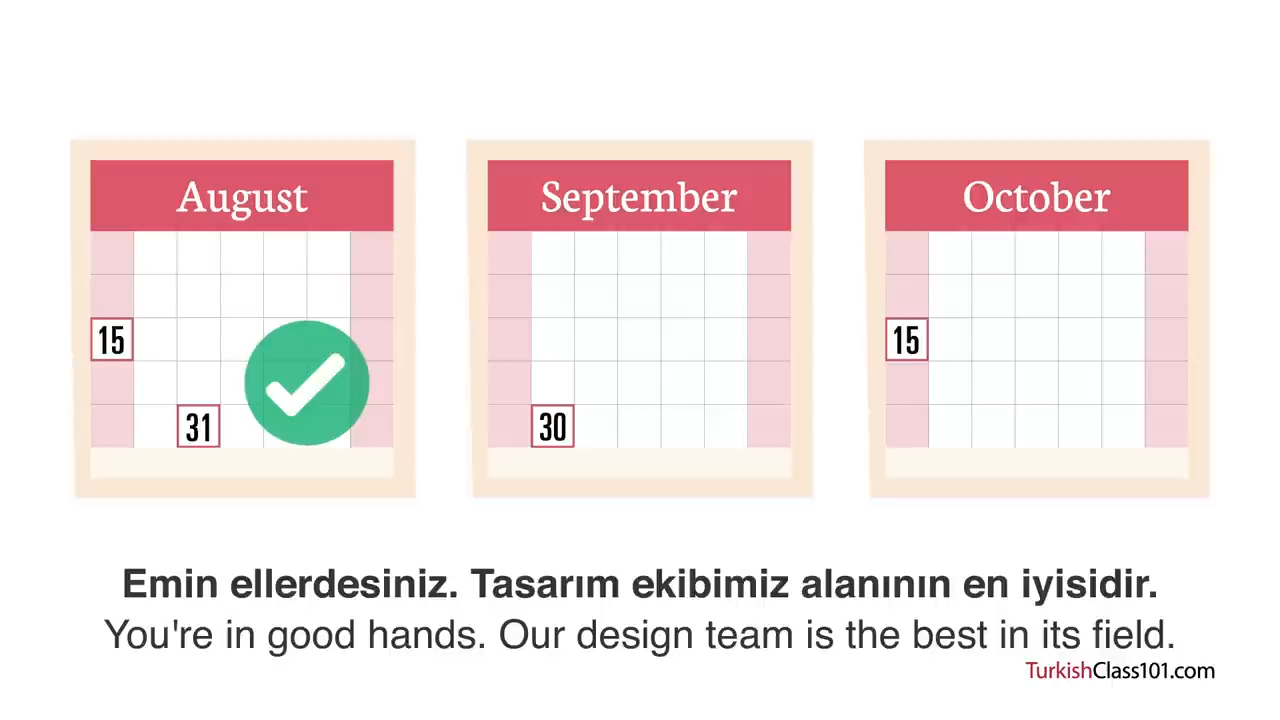 August
September
October
15
15
31
30
Emin ellerdesiniz. Tasarım ekibimiz alanının en iyisidir.
You're in good hands. Our design team is the best in its field.
TurkishClass101.com